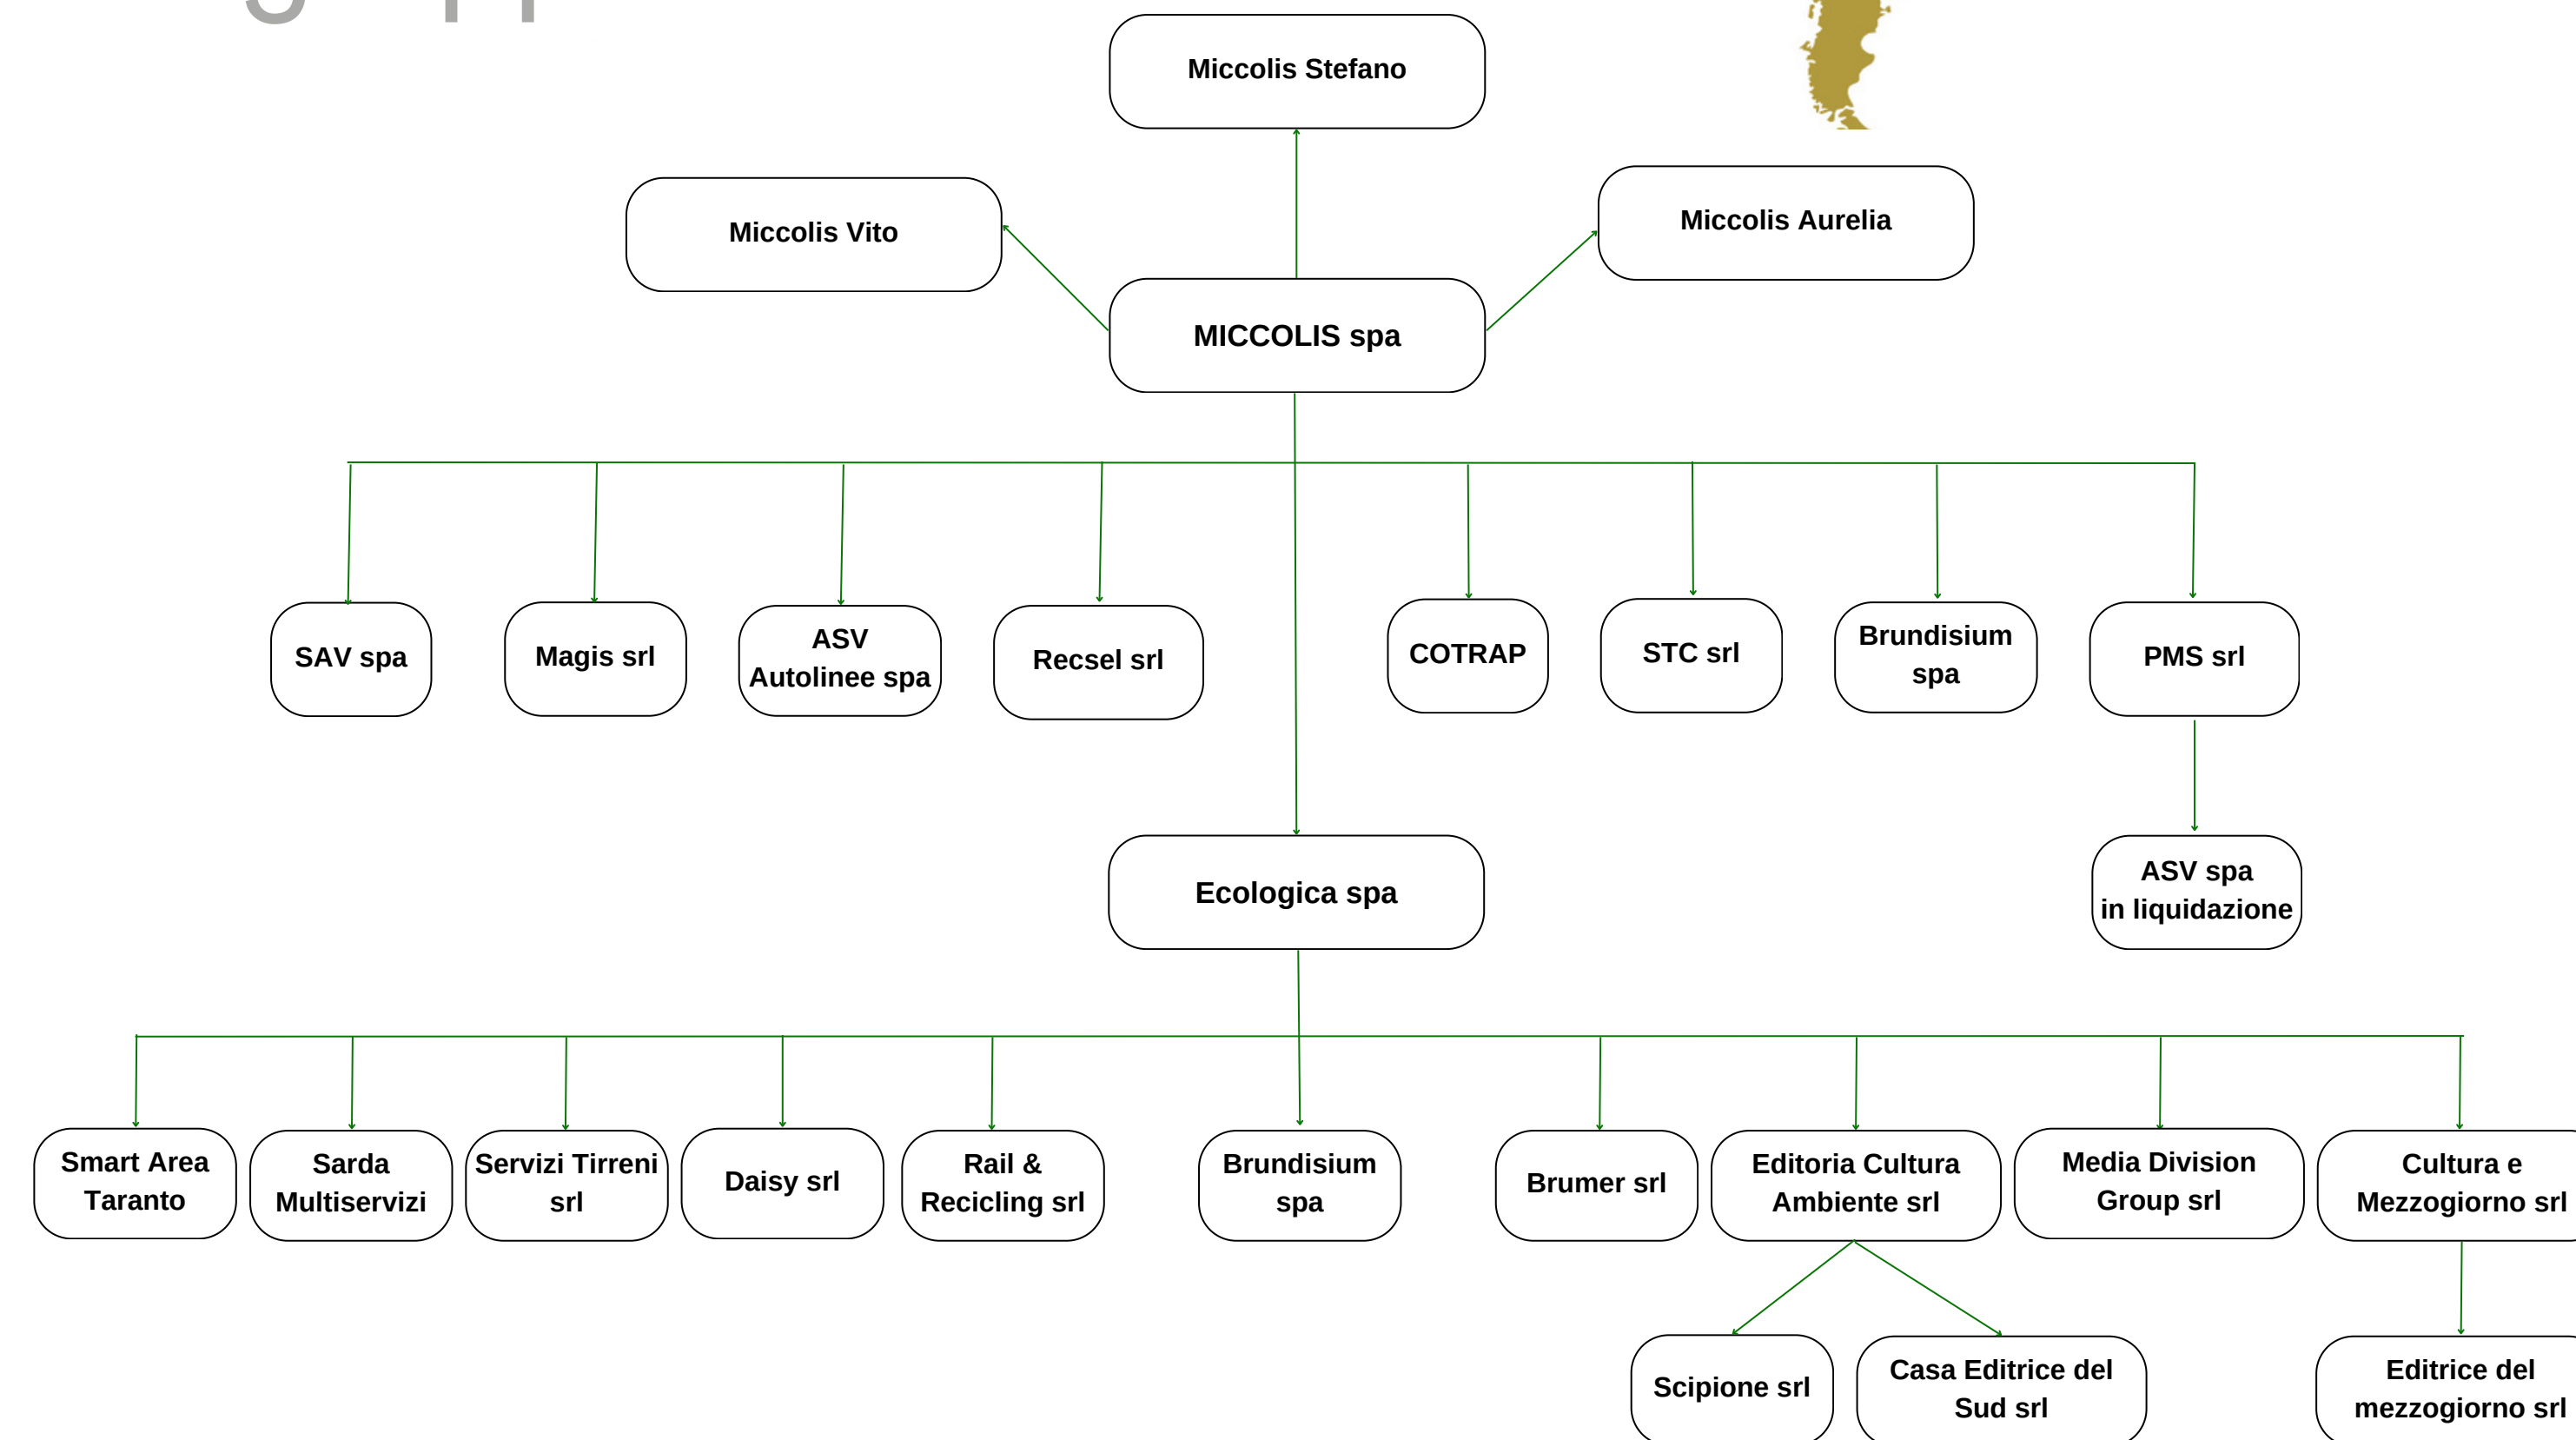 Miccolis Stefano
Miccolis Vito
Miccolis Aurelia
MICCOLIS spa
SAV spa
Magis srl
ASV
Autolinee spa
Recsel srl
COTRAP
STC srl
Brundisium
spa
PMS srl
Ecologica spa
ASV spa
in liquidazione
Smart Area
Taranto
Sarda
Multiservizi
Servizi Tirreni
srl
Daisy srl
Rail &
Recicling srl
Brundisium
spa
Brumer srl
Editoria Cultura
Ambiente srl
Media Division
Group srl
Cultura e
Mezzogiorno srl
Scipione srl
Casa Editrice del
Sud srl
Editrice del
mezzogiorno srl